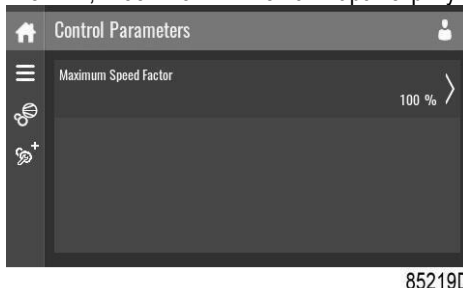 Control Parameters
Maximum Speed Factor
100 %
85219D